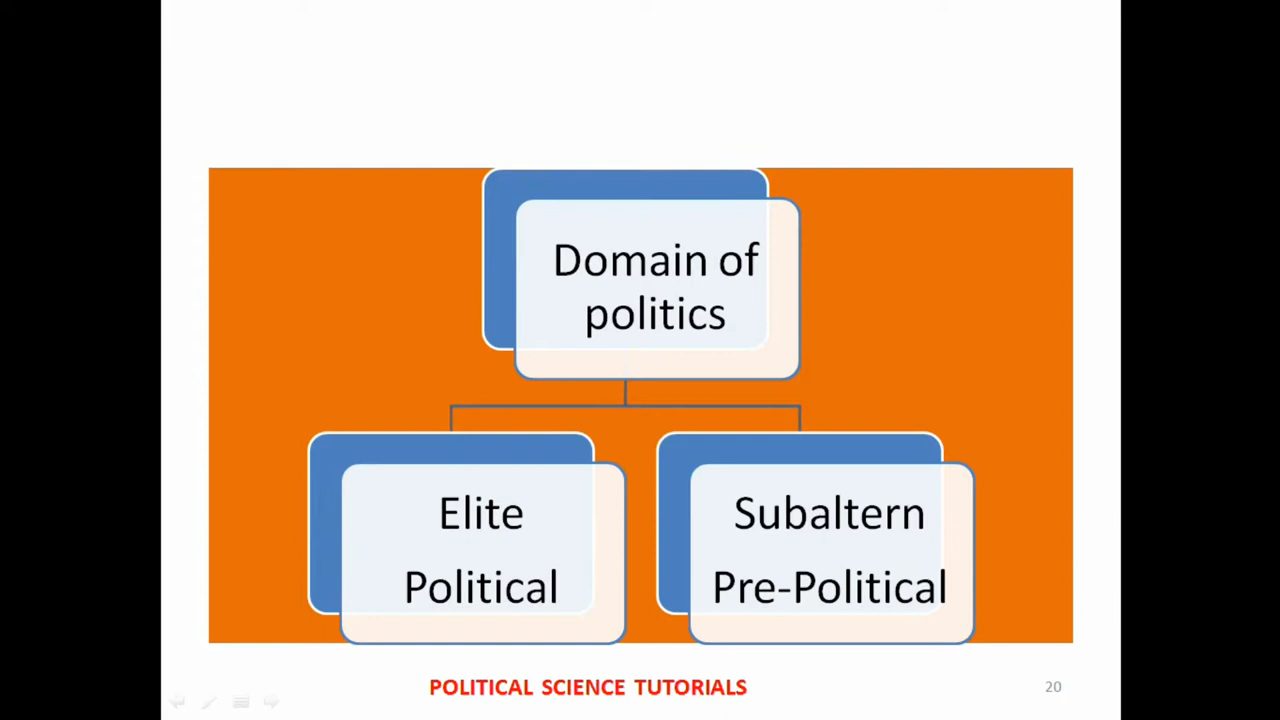 Domain of
politics
Elite
Political
Subaltern
Pre-Political
POLITICAL SCIENCE TUTORIALS
20